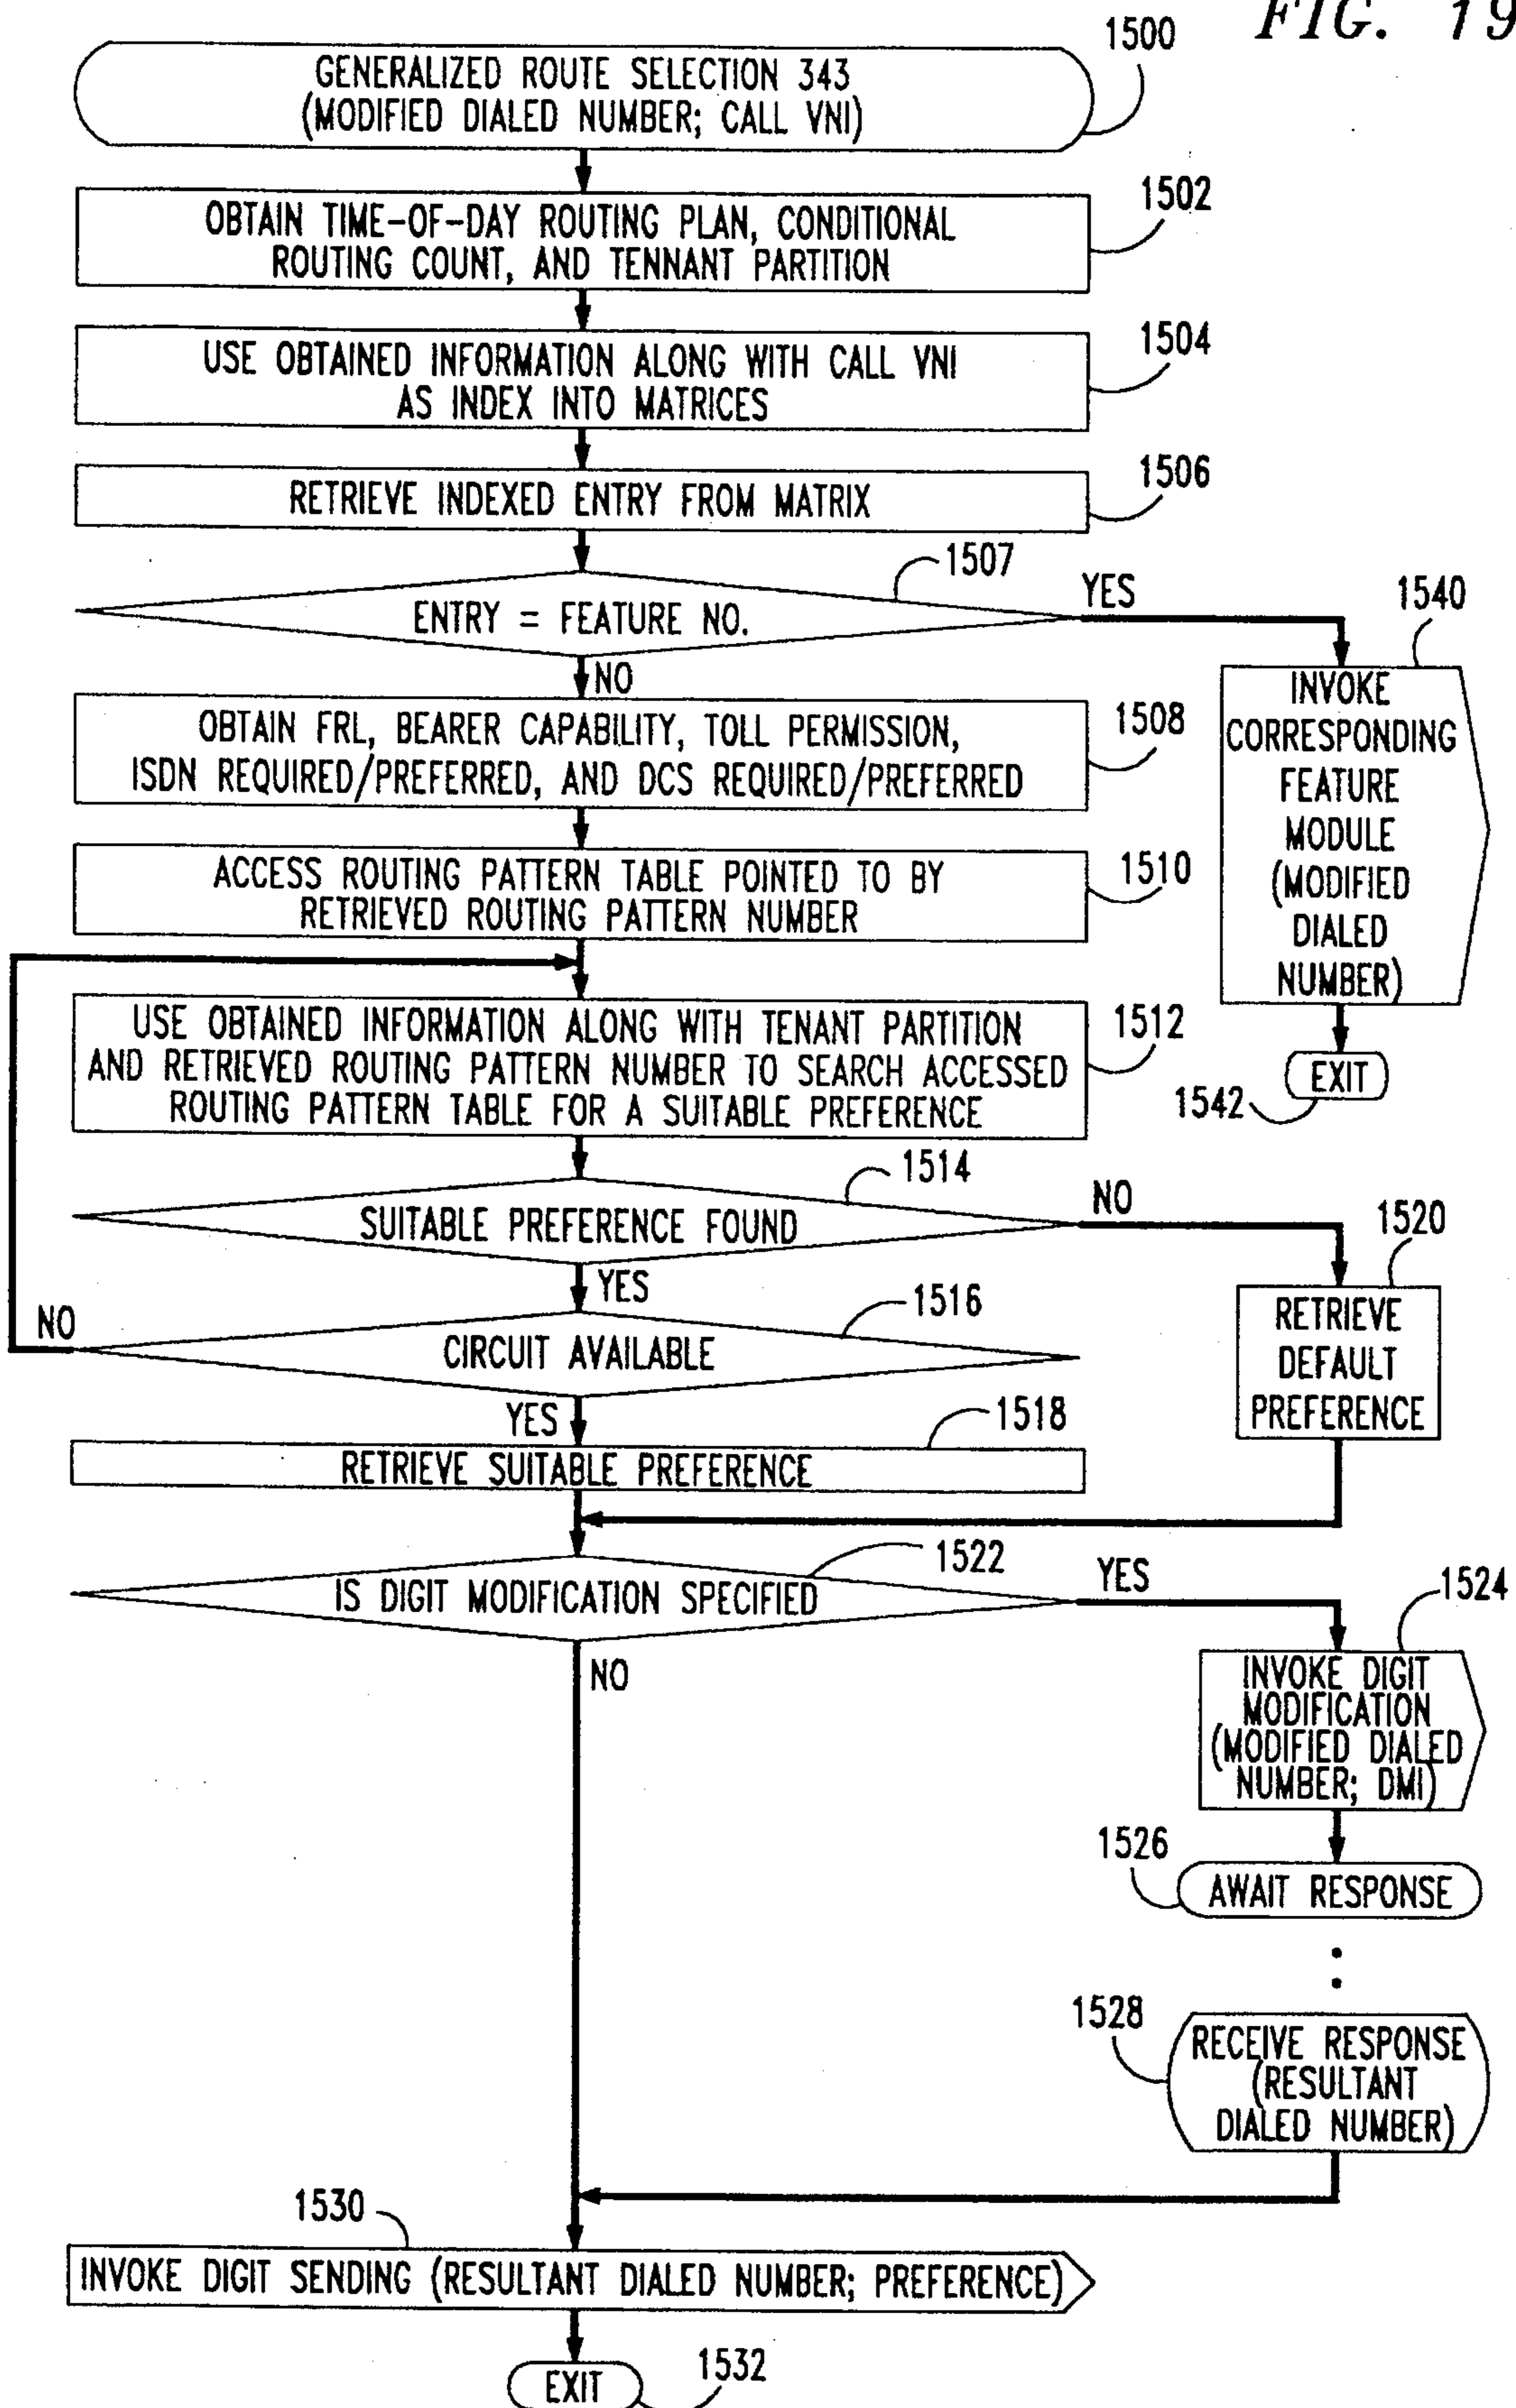 FIG. 19
1500
GENERALIZED ROUTE SELECTION 343
(MODIFIED DIALED NUMBER; CALL VNI)
1502
OBTAIN TIME-OF-DAY ROUTING PLAN, CONDITIONAL
ROUTING COUNT, AND TENNANT PARTITION
1504
USE OBTAINED INFORMATION ALONG WITH CALL VNI
AS INDEX INTO MATRICES
1506
RETRIEVE INDEXED ENTRY FROM MATRIX
1507
ENTRY = FEATURE NO.
YES
NO
1540
INVOKE
CORRESPONDING
FEATURE
MODULE
(MODIFIED
DIALED
NUMBER)
EXIT
1542
1508
OBTAIN FRL, BEARER CAPABILITY, TOLL PERMISSION,
ISDN REQUIRED/PREFERRED, AND DCS REQUIRED/PREFERRED
1510
ACCESS ROUTING PATTERN TABLE POINTED TO BY
RETRIEVED ROUTING PATTERN NUMBER
1512
USE OBTAINED INFORMATION ALONG WITH TENANT PARTITION
AND RETRIEVED ROUTING PATTERN NUMBER TO SEARCH ACCESSED
ROUTING PATTERN TABLE FOR A SUITABLE PREFERENCE
1514
SUITABLE PREFERENCE FOUND
NO
YES
1520
RETRIEVE
DEFAULT
PREFERENCE
1516
CIRCUIT AVAILABLE
NO
YES
1518
RETRIEVE SUITABLE PREFERENCE
1522
IS DIGIT MODIFICATION SPECIFIED
YES
NO
1524
INVOKE DIGIT
MODIFICATION
(MODIFIED DIALED
NUMBER; DMI)
1526
AWAIT RESPONSE
1528
RECEIVE RESPONSE
(RESULTANT
DIALED NUMBER)
1530
INVOKE DIGIT SENDING (RESULTANT DIALED NUMBER; PREFERENCE)
EXIT
1532